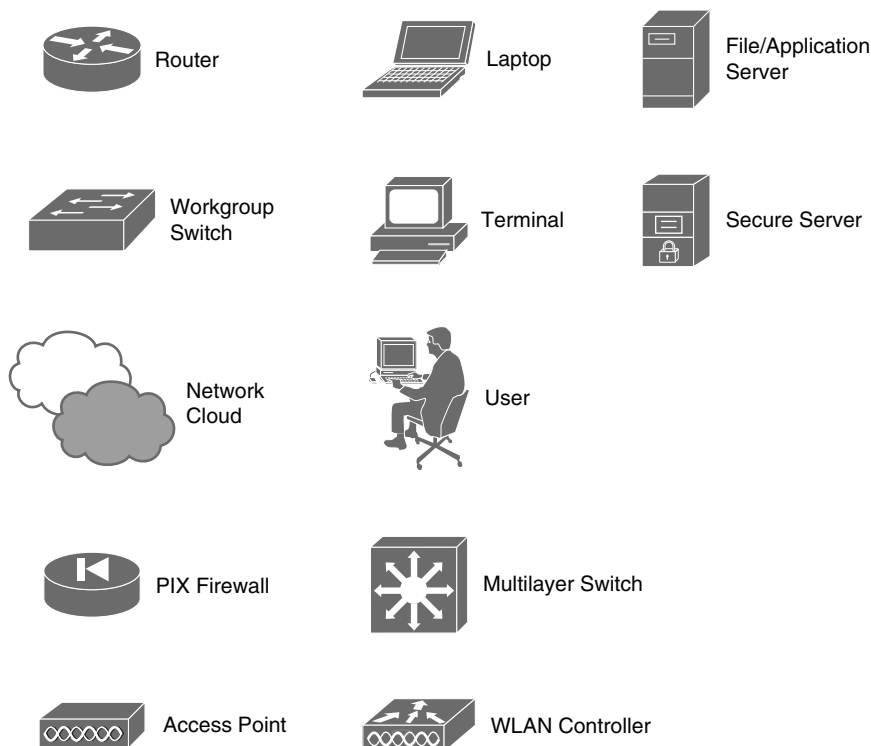 Router
Laptop
File/Application
Server
Workgroup
Switch
Terminal
Secure Server
Network
Cloud
User
PIX Firewall
Multilayer Switch
Access Point
WLAN Controller